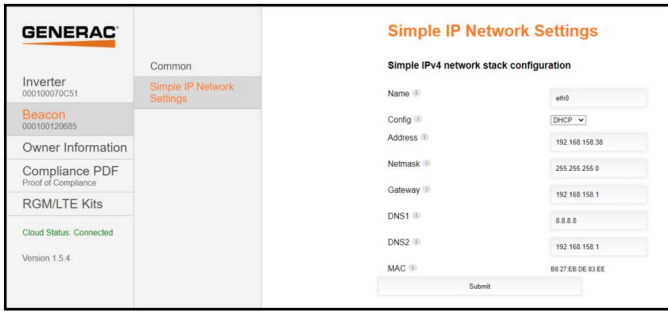 GENERAC
Inverter
000100070C51
Beacon
000100120685
Owner Information
Compliance PDF
Proof of Compliance
RGM/LTE Kits
Cloud Status: Connected
Version 1.5.4
Common
Simple IP Network
Settings
Simple IP Network Settings
Simple IPv4 network stack configuration
Name
eth0
Config
DHCP
Address
192.168.158.38
Netmask
255.255.255.0
Gateway
192.168.158.1
DNS1
8.8.8.8
DNS2
192.168.158.1
MAC
B8:27:EB:DE:83:EE
Submit